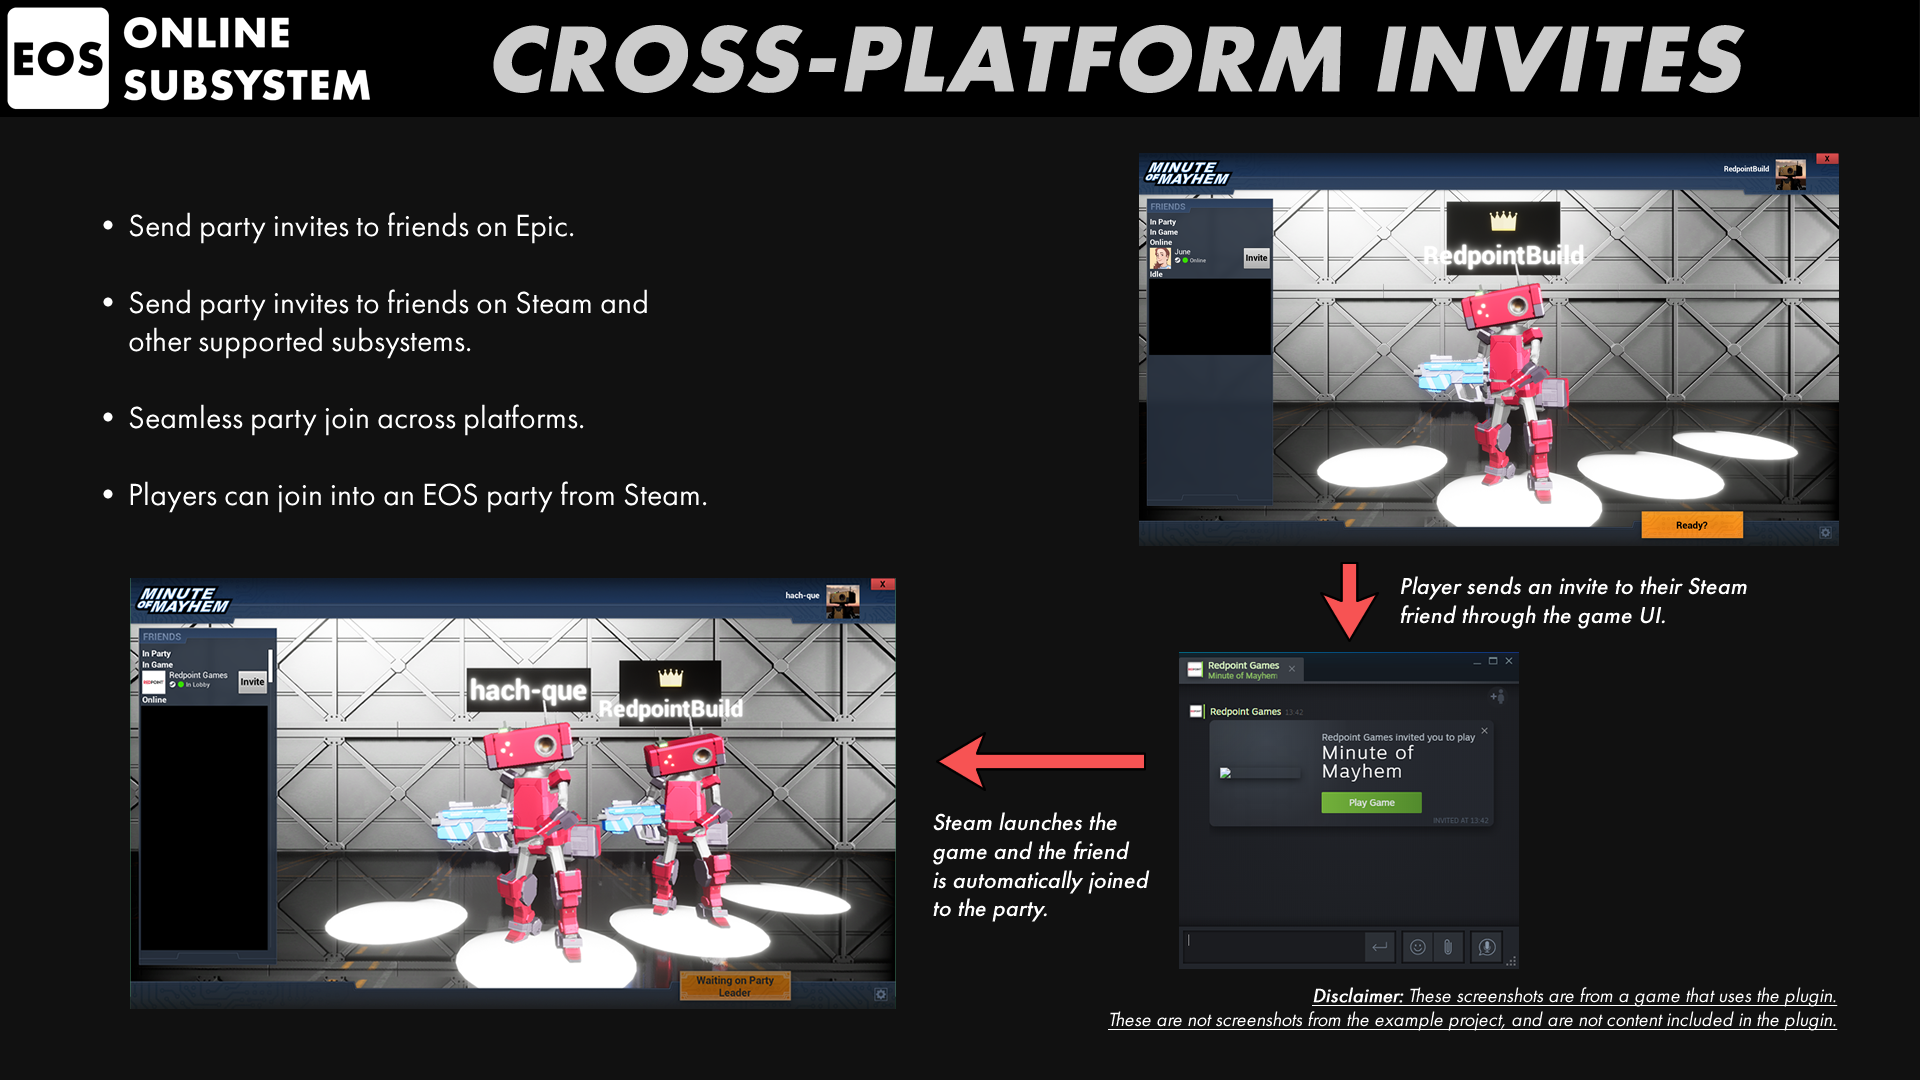 EOS
ONLINE
SUBSYSTEM
CROSS-PLATFORM INVITES
• Send party invites to friends on Epic.
• Send party invites to friends on Steam and
other supported subsystems.
• Seamless party join across platforms.
• Players can join into an EOS party from Steam.
MINUTE
OF MAYHEM
RedpointBuild
X
FRIENDS
In Party
In Game
Online
June
Online
Invite
Idle
RedpointBuild
Ready?
Player sends an invite to their Steam
friend through the game UI.
Redpoint Games
Minute of Mayhem
Redpoint Games 13:42
Redpoint Games invited you to play
Minute of
Mayhem
Play Game
INVITED AT 13:42
Steam launches the
game and the friend
is automatically joined
to the party.
MINUTE
OF MAYHEM
hach-que
X
FRIENDS
In Party
In Game
REDPOINT
Redpoint Games
In Lobby
Invite
Online
hach-que
RedpointBuild
Waiting on Party
Leader
Disclaimer: These screenshots are from a game that uses the plugin.
These are not screenshots from the example project, and are not content included in the plugin.